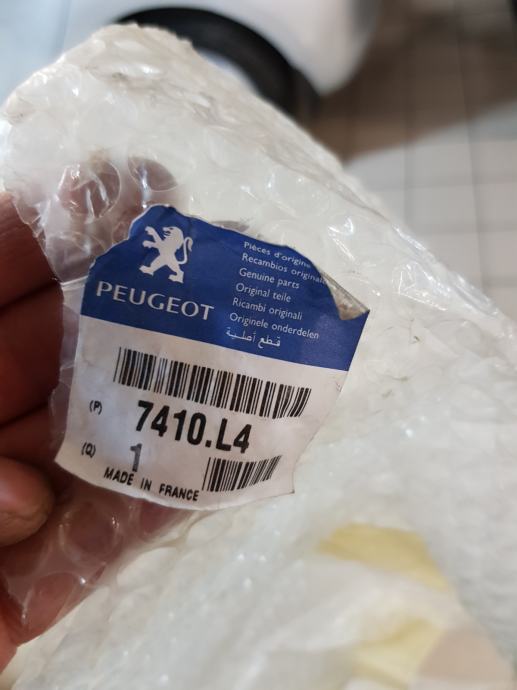 Pièces d'origine
Recambios originales
Genuine parts
Original teile
Ricambi originali
Originele onderdelen
قطع أصلية
PEUGEOT
(P) 7410.L4
(Q) 1
MADE IN FRANCE